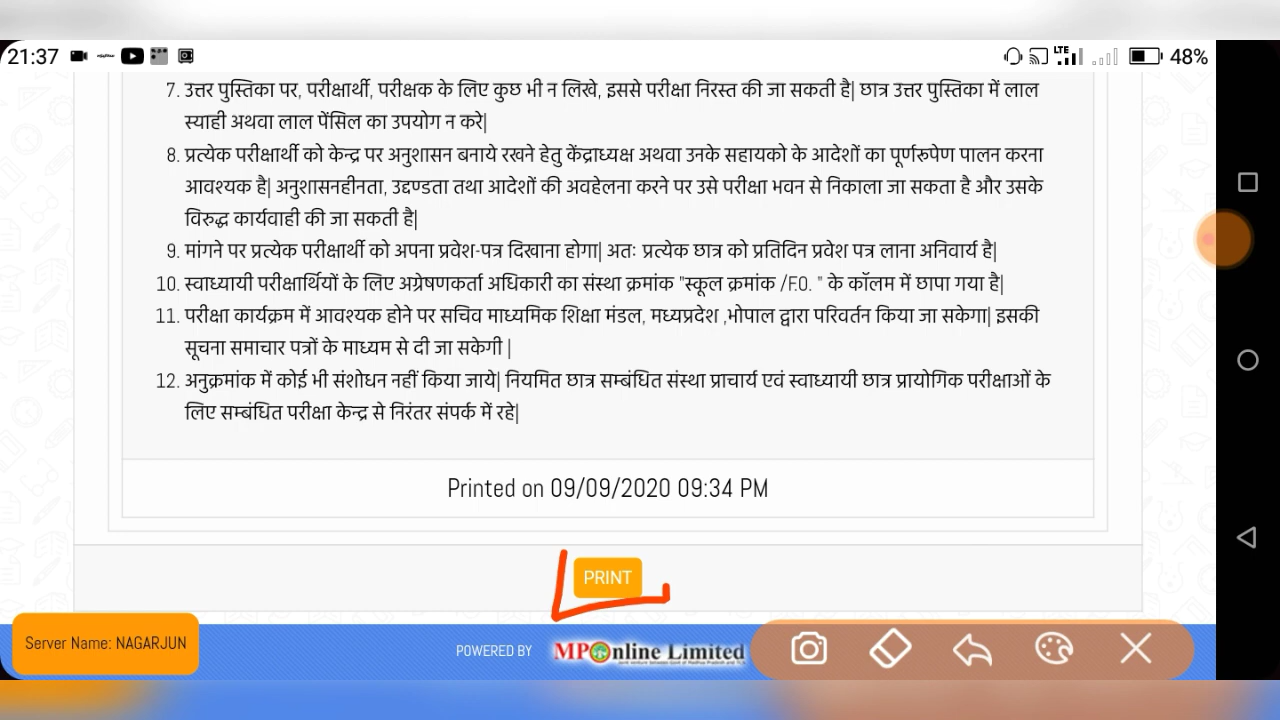 21:37
LTE
48%
7. उत्तर पुस्तिका पर, परीक्षार्थी, परीक्षक के लिए कुछ भी न लिखे, इससे परीक्षा निरस्त की जा सकती है| छात्र उत्तर पुस्तिका में लाल
स्याही अथवा लाल पेंसिल का उपयोग न करे|
8. प्रत्येक परीक्षार्थी को केन्द्र पर अनुशासन बनाये रखने हेतु केंद्राध्यक्ष अथवा उनके सहायको के आदेशों का पूर्णरूपेण पालन करना
आवश्यक है| अनुशासनहीनता, उद्दण्डता तथा आदेशों की अवहेलना करने पर उसे परीक्षा भवन से निकाला जा सकता है और उसके
विरुद्ध कार्यवाही की जा सकती है|
9. मांगने पर प्रत्येक परीक्षार्थी को अपना प्रवेश-पत्र दिखाना होगा| अतः प्रत्येक छात्र को प्रतिदिन प्रवेश पत्र लाना अनिवार्य है|
10. स्वाध्यायी परीक्षार्थियों के लिए अग्रेषणकर्ता अधिकारी का संस्था क्रमांक "स्कूल क्रमांक /F.O. " के कॉलम में छापा गया है|
11. परीक्षा कार्यक्रम में आवश्यक होने पर सचिव माध्यमिक शिक्षा मंडल, मध्यप्रदेश ,भोपाल द्वारा परिवर्तन किया जा सकेगा| इसकी
सूचना समाचार पत्रों के माध्यम से दी जा सकेगी |
12. अनुक्रमांक में कोई भी संशोधन नहीं किया जाये| नियमित छात्र सम्बंधित संस्था प्राचार्य एवं स्वाध्यायी छात्र प्रायोगिक परीक्षाओं के
लिए सम्बंधित परीक्षा केन्द्र से निरंतर संपर्क में रहे|
Printed on 09/09/2020 09:34 PM
PRINT
Server Name: NAGARJUN
POWERED BY
MPOnline Limited